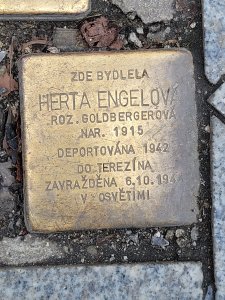 ZDE BYDLELA
HERTA ENGELOVÁ
ROZ. GOLDBERGEROVÁ
NAR. 1915
DEPORTOVÁNA 1942
DO TEREZÍNA
ZAVRAŽDĚNA 6.10.194
V OSVĚTIMI